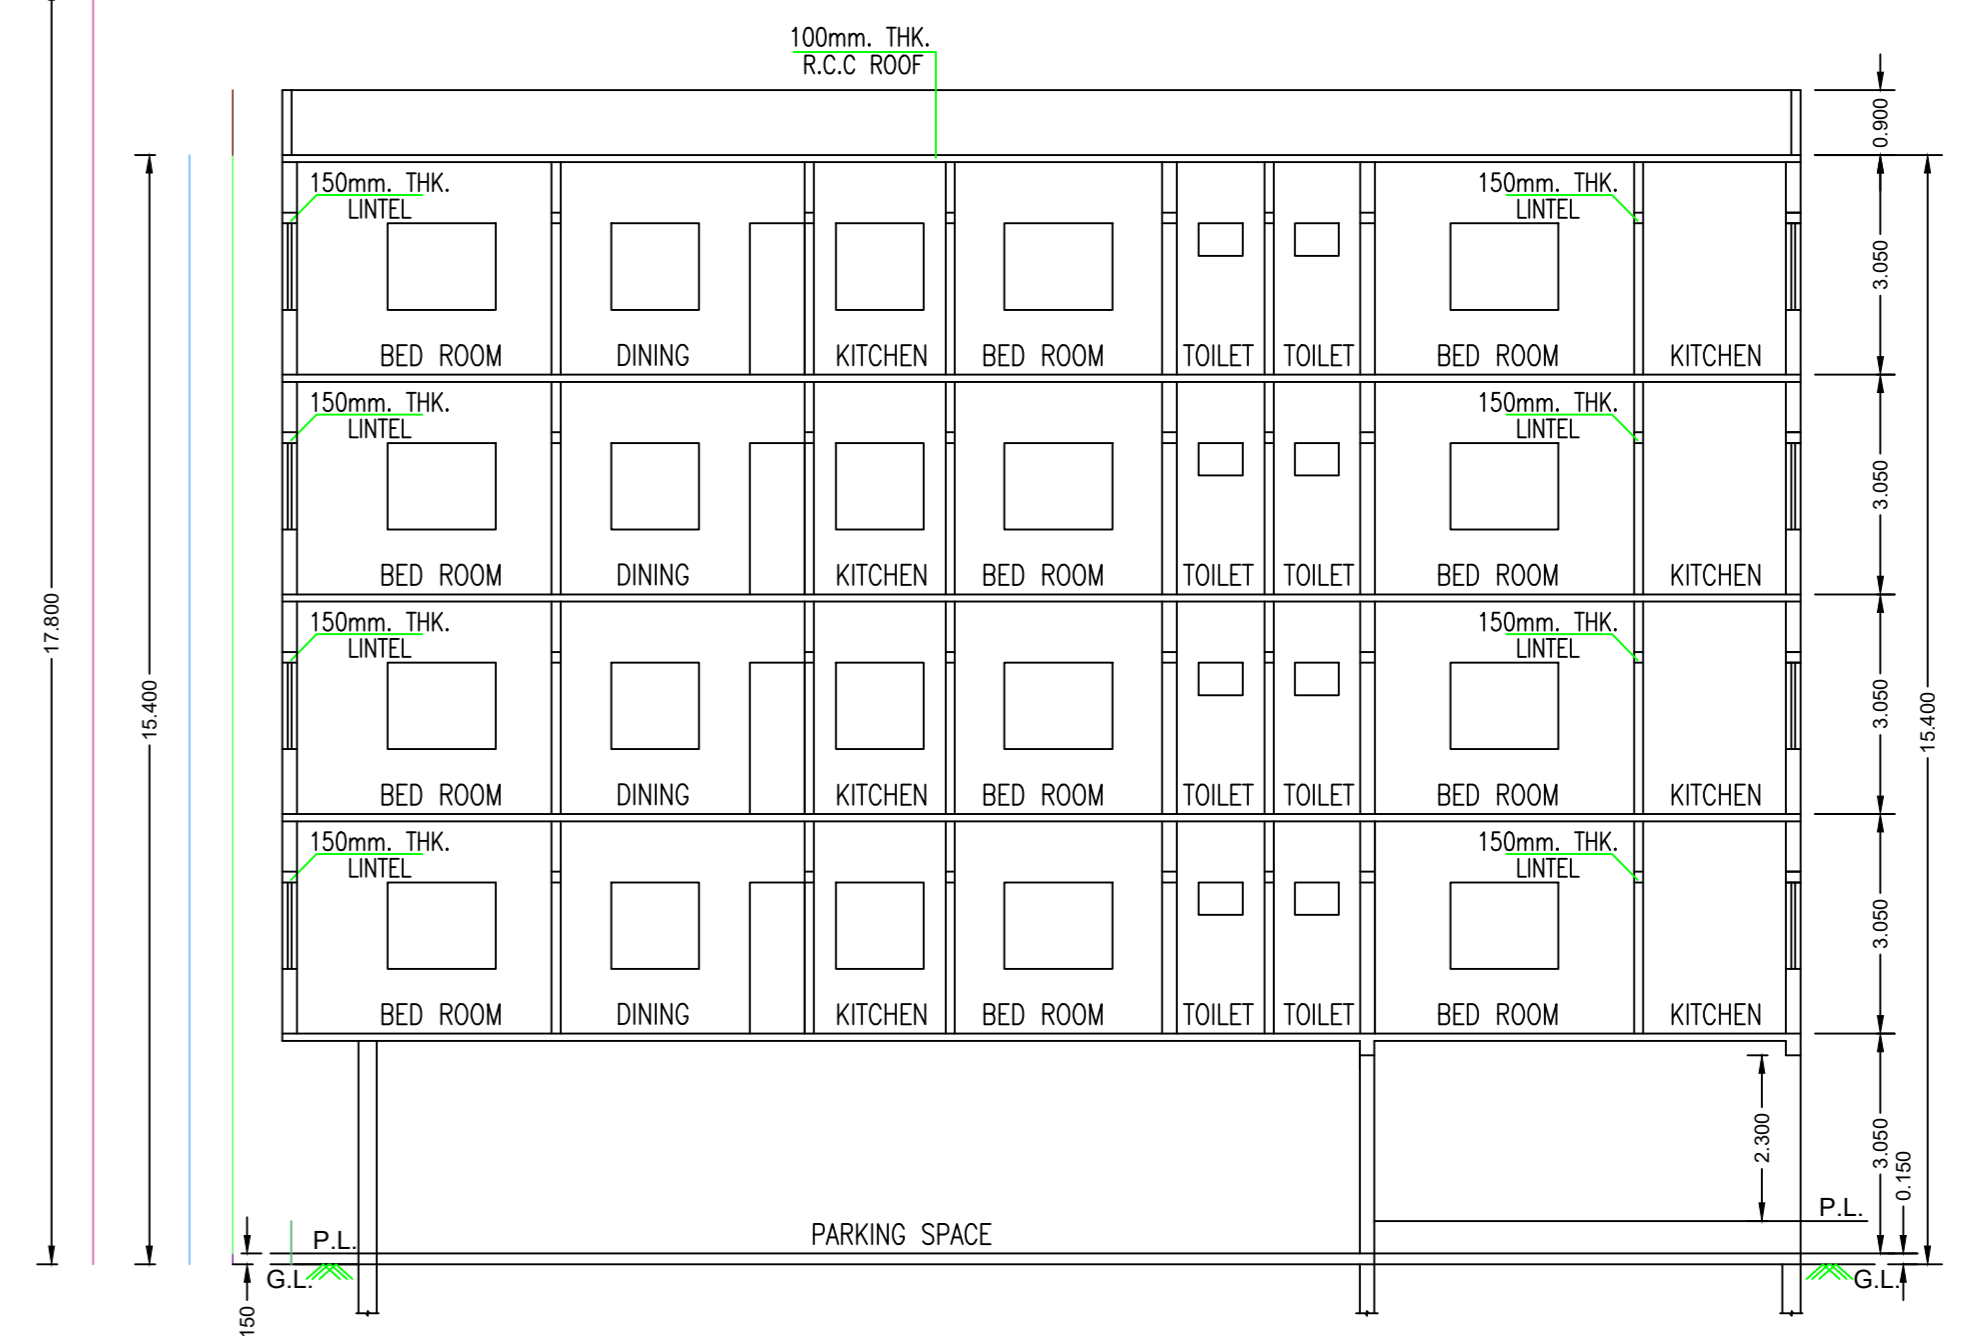 100mm. THK.
R.C.C ROOF
0.900
150mm. THK.
LINTEL
150mm. THK.
LINTEL
3.050
BED ROOM DINING KITCHEN BED ROOM TOILET TOILET BED ROOM KITCHEN
150mm. THK.
LINTEL
150mm. THK.
LINTEL
3.050
BED ROOM DINING KITCHEN BED ROOM TOILET TOILET BED ROOM KITCHEN
17.800
15.400
150mm. THK.
LINTEL
150mm. THK.
LINTEL
3.050
15.400
BED ROOM DINING KITCHEN BED ROOM TOILET TOILET BED ROOM KITCHEN
150mm. THK.
LINTEL
150mm. THK.
LINTEL
3.050
BED ROOM DINING KITCHEN BED ROOM TOILET TOILET BED ROOM KITCHEN
2.300
3.050
0.150
P.L.
PARKING SPACE
P.L.
G.L.
G.L.
150